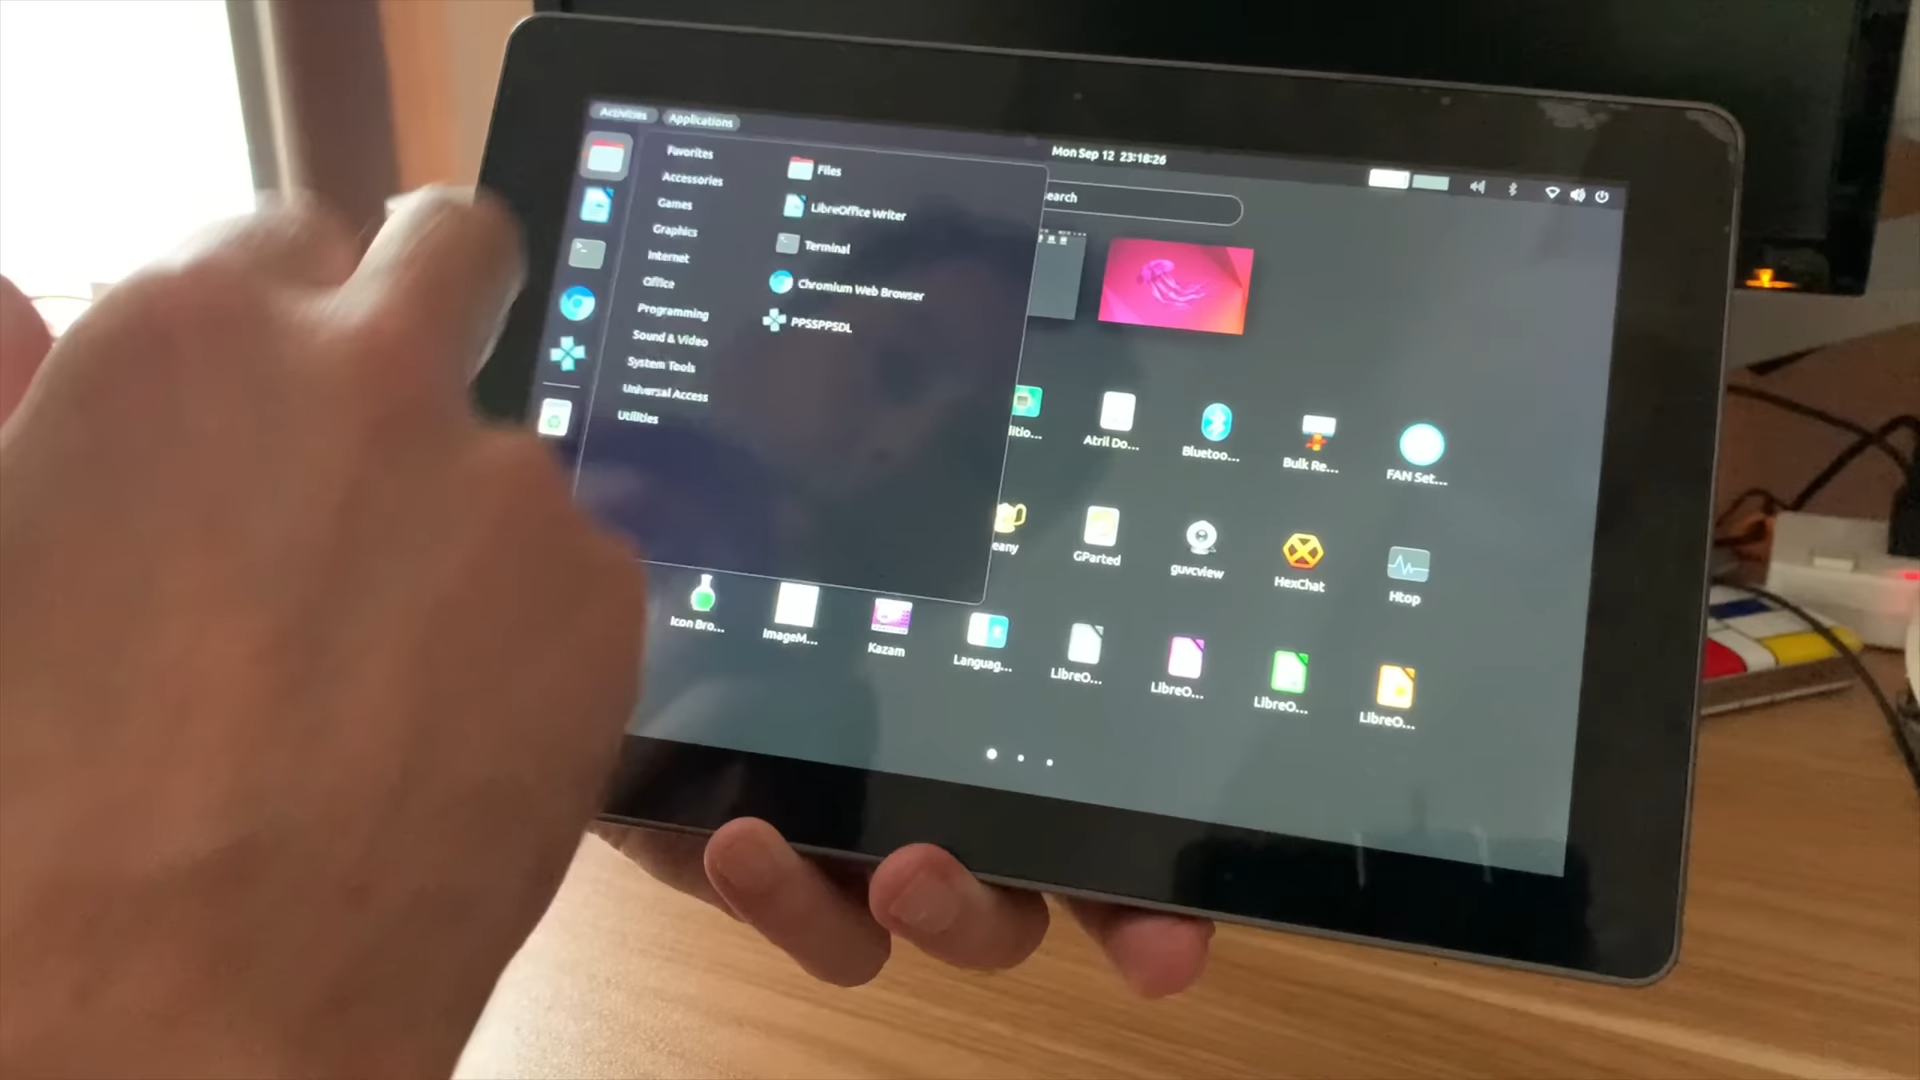 Activities Applications
Mon Sep 12 23:18:26
Favorites
Accessories
Games
Graphics
Internet
Office
Programming
Sound & Video
System Tools
Universal Access
Utilities
Files
LibreOffice Writer
Terminal
Chromium Web Browser
PPSSPPSDL
earch
itio... Atril Do... Bluetoo... Bulk Re... FAN Set...
eany GParted guvcview HexChat Htop
Icon Bro... ImageM... Kazam Languag... LibreO... LibreO... LibreO... LibreO...